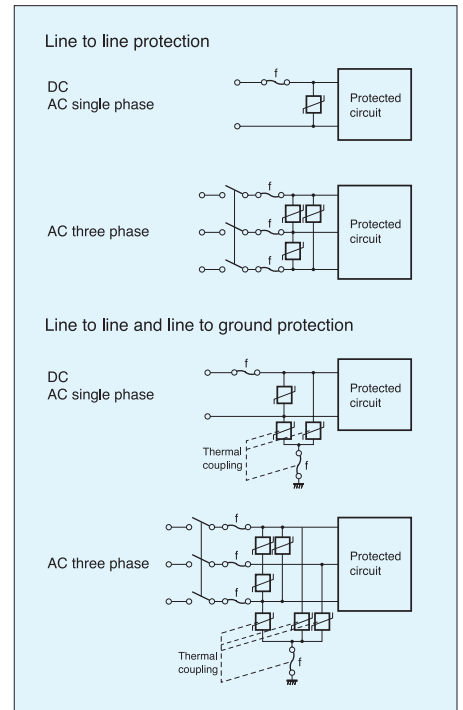 Line to line protection
DC
AC single phase
f
Protected
circuit
AC three phase
f
f
f
Protected
circuit
Line to line and line to ground protection
DC
AC single phase
f
Protected
circuit
Thermal
coupling
f
AC three phase
f
f
f
Protected
circuit
Thermal
coupling
f